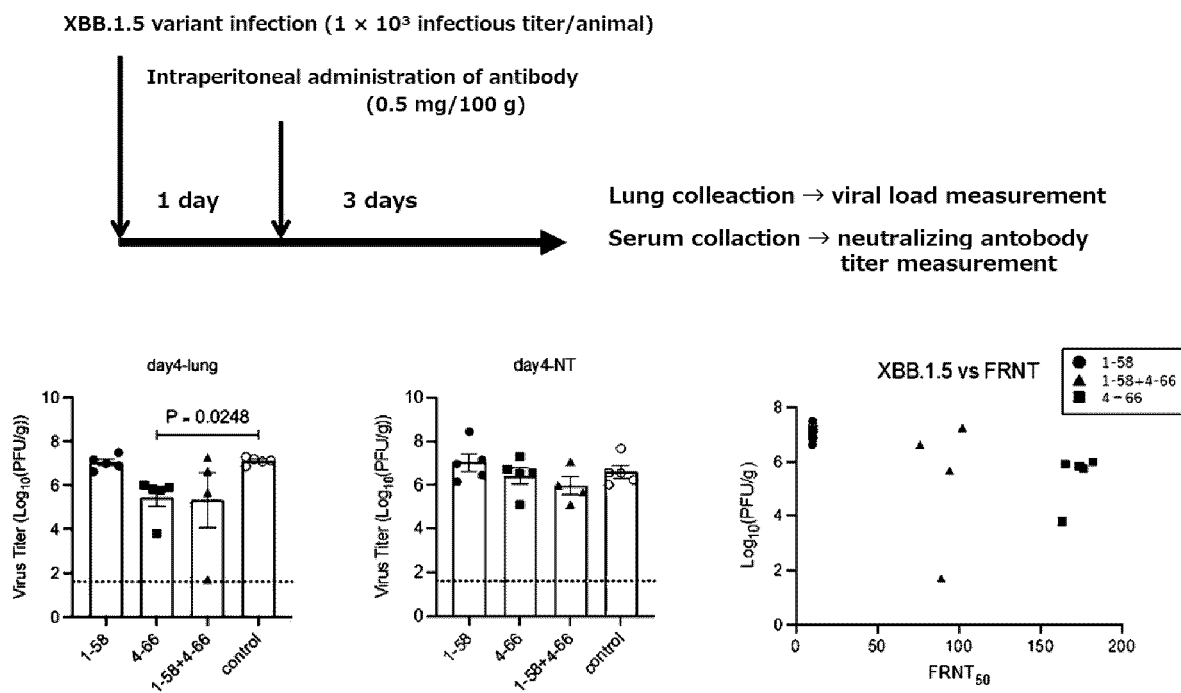 XBB.1.5 variant infection (1 × 10³ infectious titer/animal)
Intraperitoneal administration of antibody
(0.5 mg/100 g)
1 day
3 days
Lung colleaction → viral load measurement
Serum collaction → neutralizing antobody
titer measurement
day4-lung
P = 0.0248
Virus Titer (Log₁₀(PFU/g))
10
8
6
4
2
0
1-58
4-66
1-58+4-66
control
day4-NT
Virus Titer (Log₁₀(PFU/g))
10
8
6
4
2
0
1-58
4-66
1-58+4-66
control
XBB.1.5 vs FRNT
1-58
1-58+4-66
4-66
Log₁₀(PFU/g)
8
6
4
2
0
0
50
100
150
200
FRNT₅₀